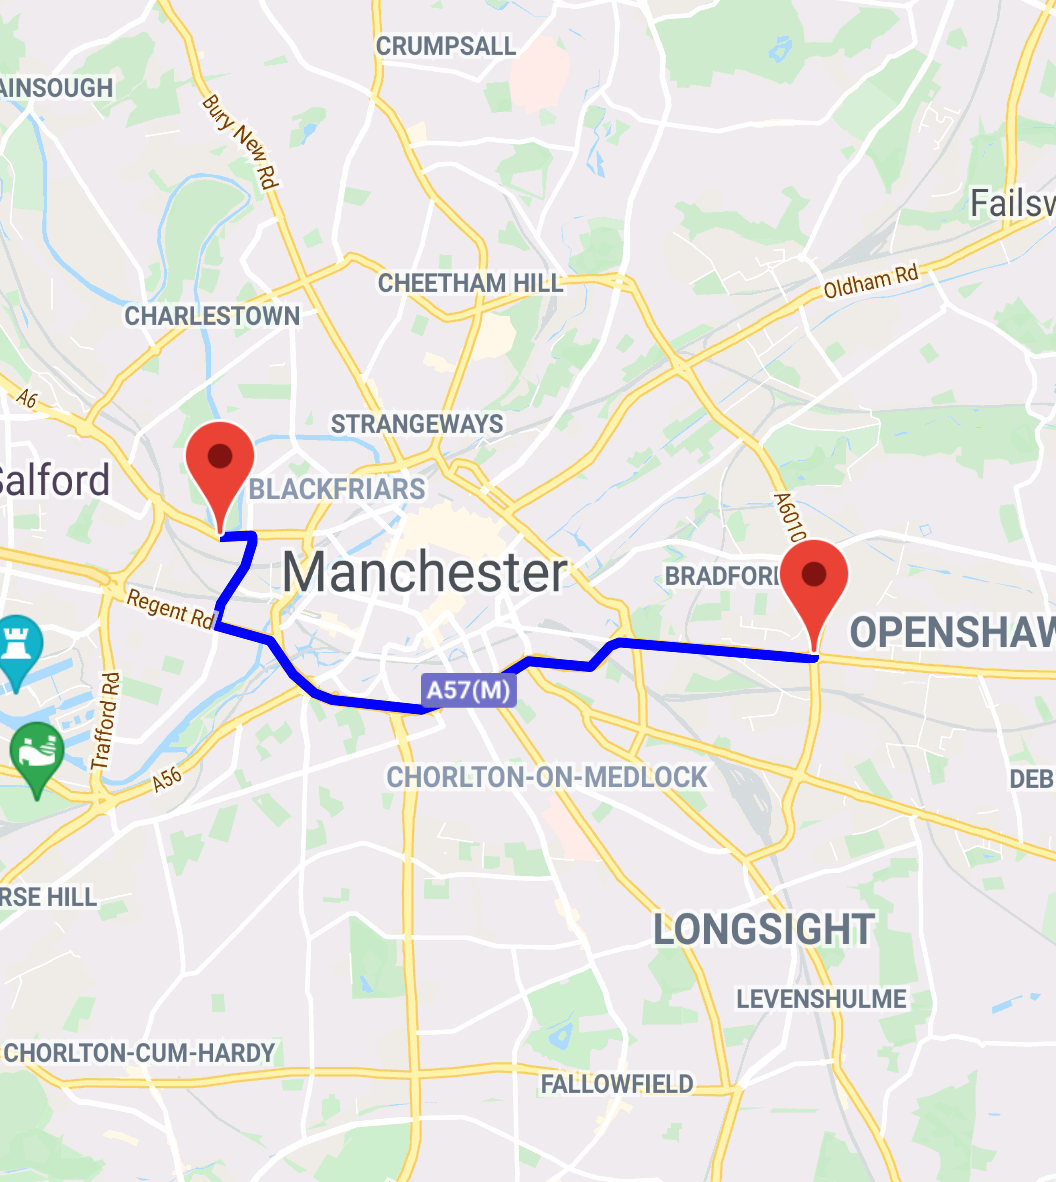 CRUMPSALL
AINSOUGH
Bury New Rd
Failsw
CHEETHAM HILL
Oldham Rd
CHARLESTOWN
A6
STRANGEWAYS
Salford
BLACKFRIARS
A6010
Manchester
BRADFOR
Regent Rd
OPENSHAW
A57(M)
Trafford Rd
A56
CHORLTON-ON-MEDLOCK
DEB
RSE HILL
LONGSIGHT
LEVENSHULME
CHORLTON-CUM-HARDY
FALLOWFIELD